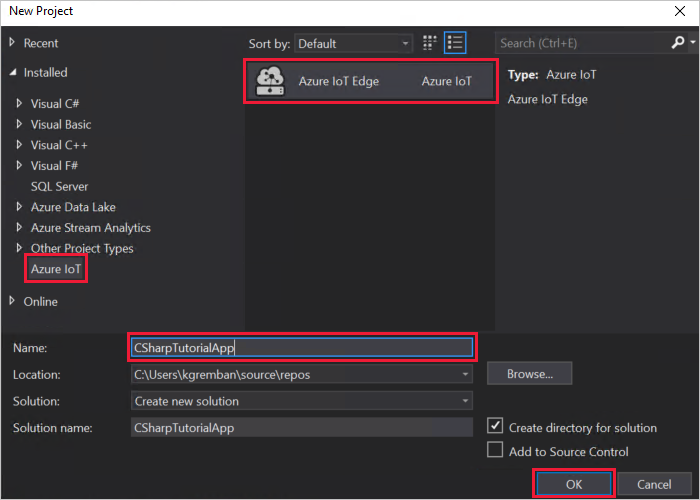 New Project
Recent
Installed
Visual C#
Visual Basic
Visual C++
Visual F#
SQL Server
Azure Data Lake
Azure Stream Analytics
Other Project Types
Azure IoT
Online
Sort by: Default
Azure IoT Edge Azure IoT
Search (Ctrl+E)
Type: Azure IoT
Azure IoT Edge
Name: CSharpTutorialApp
Location: C:\Users\kgremban\source\repos Browse...
Solution: Create new solution
Solution name: CSharpTutorialApp
Create directory for solution
Add to Source Control
OK Cancel